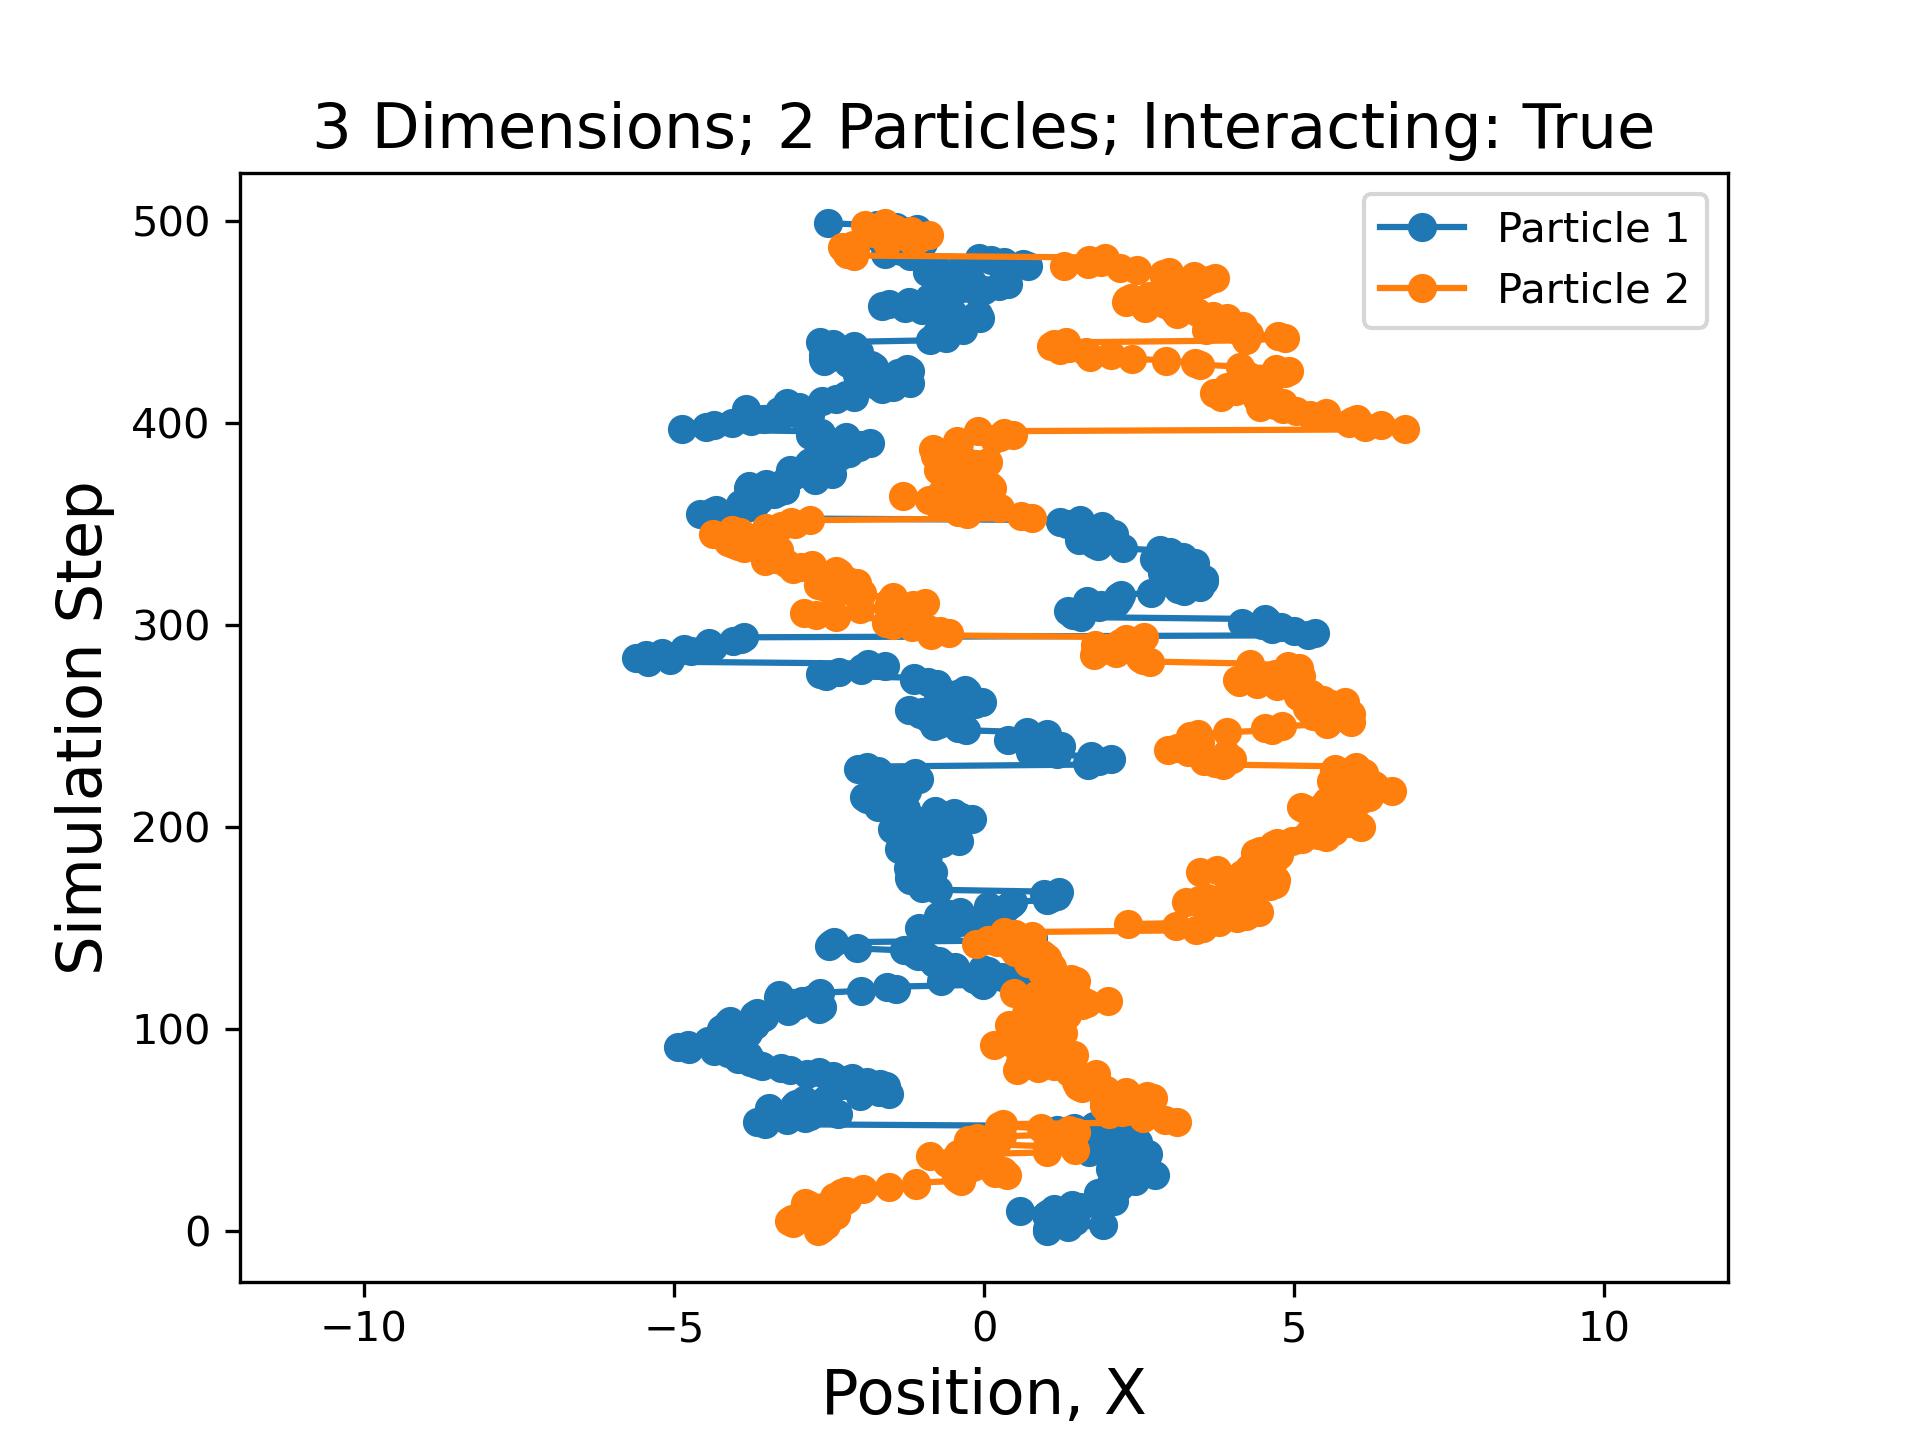 3 Dimensions; 2 Particles; Interacting: True
Particle 1
Particle 2
Simulation Step
500
400
300
200
100
0
−10
−5
0
5
10
Position, X